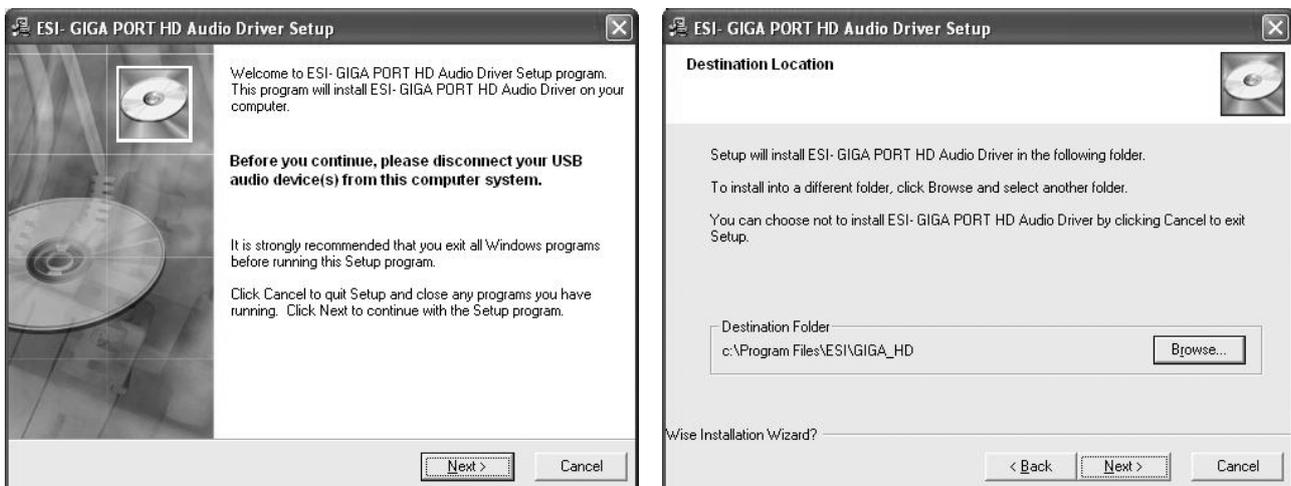 ESI- GIGA PORT HD Audio Driver Setup
Welcome to ESI- GIGA PORT HD Audio Driver Setup program.
This program will install ESI- GIGA PORT HD Audio Driver on your
computer.
Before you continue, please disconnect your USB
audio device(s) from this computer system.
It is strongly recommended that you exit all Windows programs
before running this Setup program.
Click Cancel to quit Setup and close any programs you have
running. Click Next to continue with the Setup program.
Next >
Cancel
ESI- GIGA PORT HD Audio Driver Setup
Destination Location
Setup will install ESI- GIGA PORT HD Audio Driver in the following folder.
To install into a different folder, click Browse and select another folder.
You can choose not to install ESI- GIGA PORT HD Audio Driver by clicking Cancel to exit
Setup.
Destination Folder
c:\Program Files\ESI\GIGA_HD
Browse...
Wise Installation Wizard?
< Back
Next >
Cancel